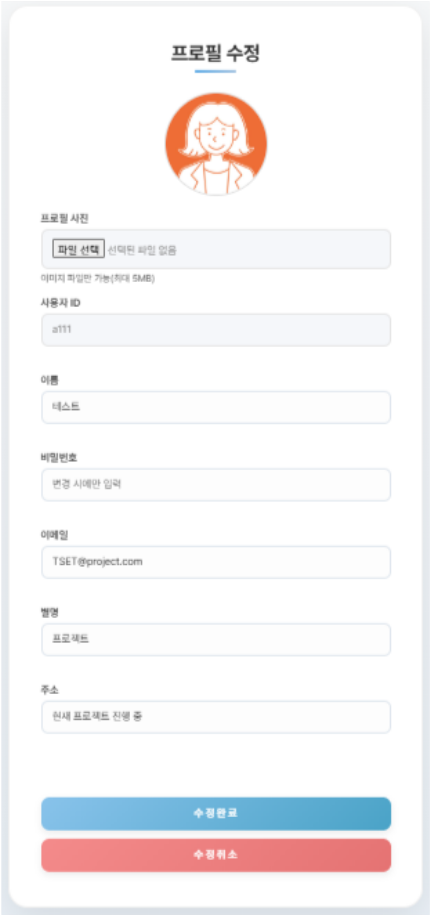 프로필 수정
프로필 사진
파일 선택 선택된 파일 없음
이미지 파일만 가능(최대 5MB)
사용자 ID
a111
이름
테스트
비밀번호
변경 시에만 입력
이메일
TSET@project.com
별명
프로젝트
주소
현새 프로젝트 진행 중
수정완료
수정취소